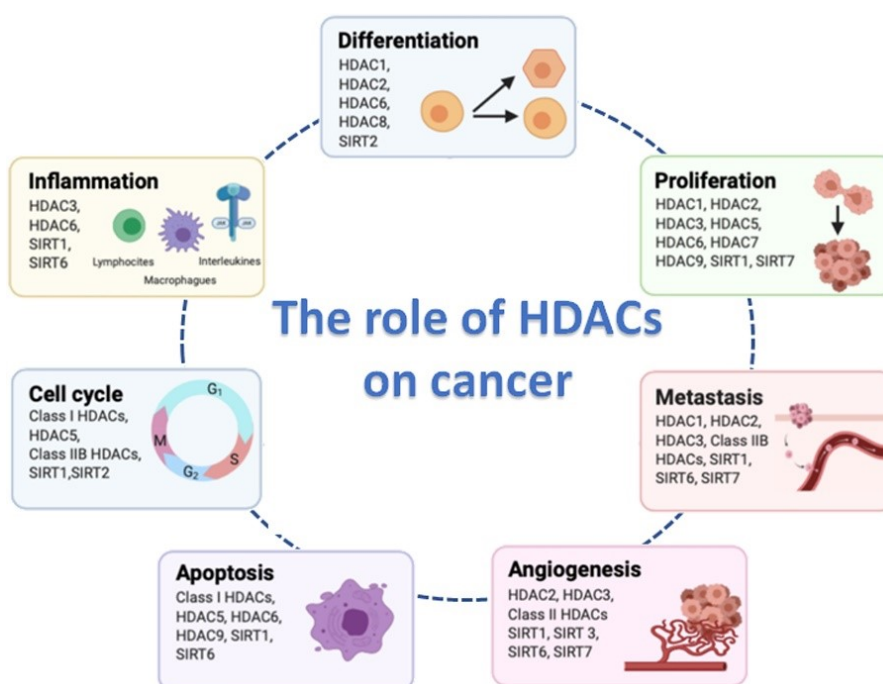 Differentiation
HDAC1,
HDAC2,
HDAC6,
HDAC8,
SIRT2
Inflammation
HDAC3,
HDAC6,
SIRT1,
SIRT6
Lymphocites
Macrophagues
Interleukines
JAK
JAK
Proliferation
HDAC1, HDAC2,
HDAC3, HDAC5,
HDAC6, HDAC7
HDAC9, SIRT1, SIRT7
The role of HDACs
on cancer
Cell cycle
Class I HDACs,
HDAC5,
Class IIB HDACs,
SIRT1,SIRT2
G1
M
S
G2
Metastasis
HDAC1, HDAC2,
HDAC3, Class IIB
HDACs, SIRT1,
SIRT6, SIRT7
Apoptosis
Class I HDACs,
HDAC5, HDAC6,
HDAC9, SIRT1,
SIRT6
Angiogenesis
HDAC2, HDAC3,
Class II HDACs
SIRT1, SIRT 3,
SIRT6, SIRT7